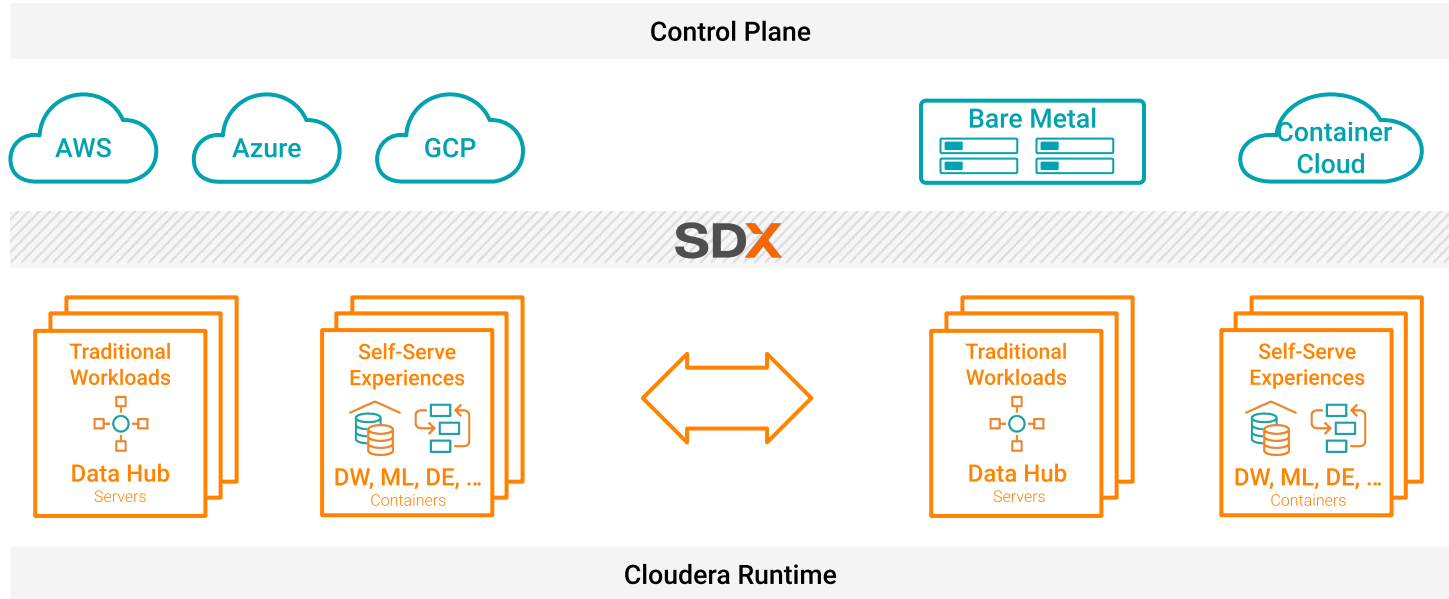 Control Plane
AWS
Azure
GCP
Bare Metal
Container
Cloud
SDX
Traditional
Workloads
Data Hub
Servers
Self-Serve
Experiences
DW, ML, DE, ...
Containers
Traditional
Workloads
Data Hub
Servers
Self-Serve
Experiences
DW, ML, DE, ...
Containers
Cloudera Runtime